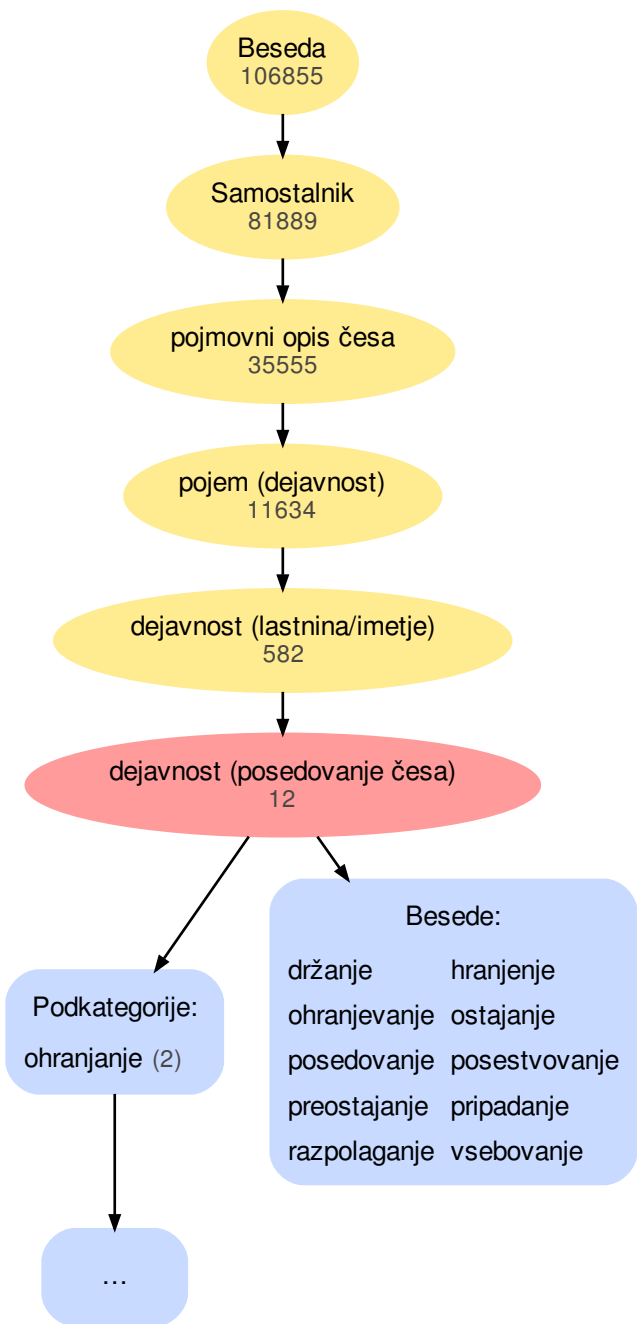 Beseda
106855
Samostalnik
81889
pojmovni opis česa
35555
pojem (dejavnost)
11634
dejavnost (lastnina/imetje)
582
dejavnost (posedovanje česa)
12
Podkategorije:
ohranjanje (2)
...
Besede:
držanje hranjenje
ohranjevanje ostajanje
posedovanje posestvovanje
preostajanje pripadanje
razpolaganje vsebovanje